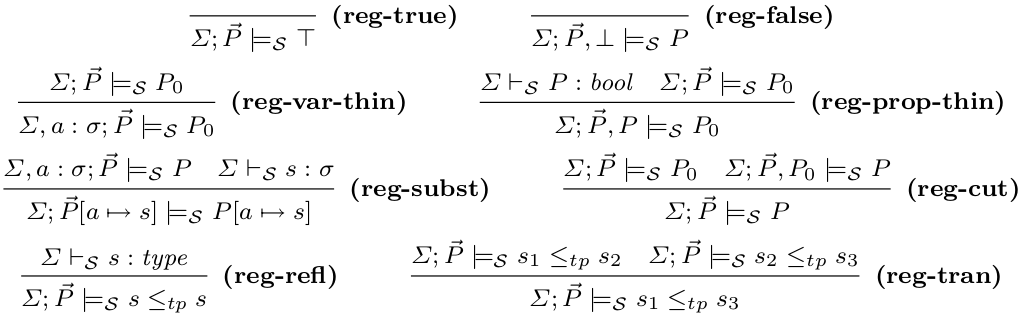 Σ; P⃗ ⊨_𝒮 ⊤ (reg-true) Σ; P⃗, ⊥ ⊨_𝒮 P (reg-false)
Σ; P⃗ ⊨_𝒮 P₀ Σ ⊢_𝒮 P : bool Σ; P⃗ ⊨_𝒮 P₀
(reg-var-thin) (reg-prop-thin)
Σ, a : σ; P⃗ ⊨_𝒮 P₀ Σ; P⃗, P ⊨_𝒮 P₀
Σ, a : σ; P⃗ ⊨_𝒮 P Σ ⊢_𝒮 s : σ Σ; P⃗ ⊨_𝒮 P₀ Σ; P⃗, P₀ ⊨_𝒮 P
(reg-subst) (reg-cut)
Σ; P⃗[a ↦ s] ⊨_𝒮 P[a ↦ s] Σ; P⃗ ⊨_𝒮 P
Σ ⊢_𝒮 s : type Σ; P⃗ ⊨_𝒮 s₁ ≤_tp s₂ Σ; P⃗ ⊨_𝒮 s₂ ≤_tp s₃
(reg-refl) (reg-tran)
Σ; P⃗ ⊨_𝒮 s ≤_tp s Σ; P⃗ ⊨_𝒮 s₁ ≤_tp s₃